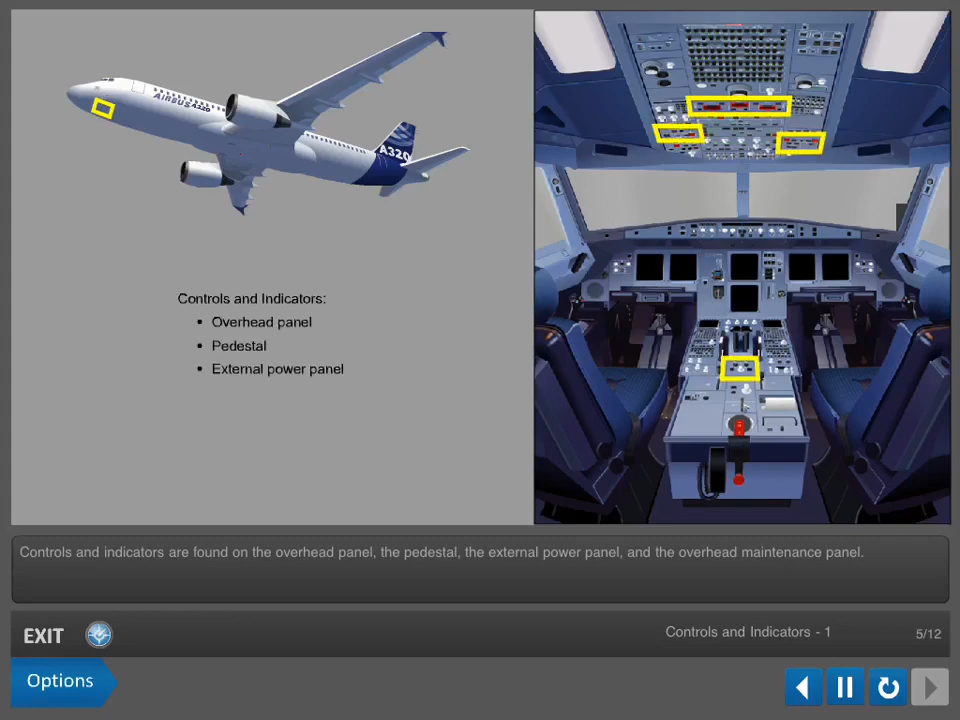 AIRBUS A320
A320
Controls and Indicators:
• Overhead panel
• Pedestal
• External power panel
Controls and indicators are found on the overhead panel, the pedestal, the external power panel, and the overhead maintenance panel.
EXIT
Controls and Indicators - 1
5/12
Options